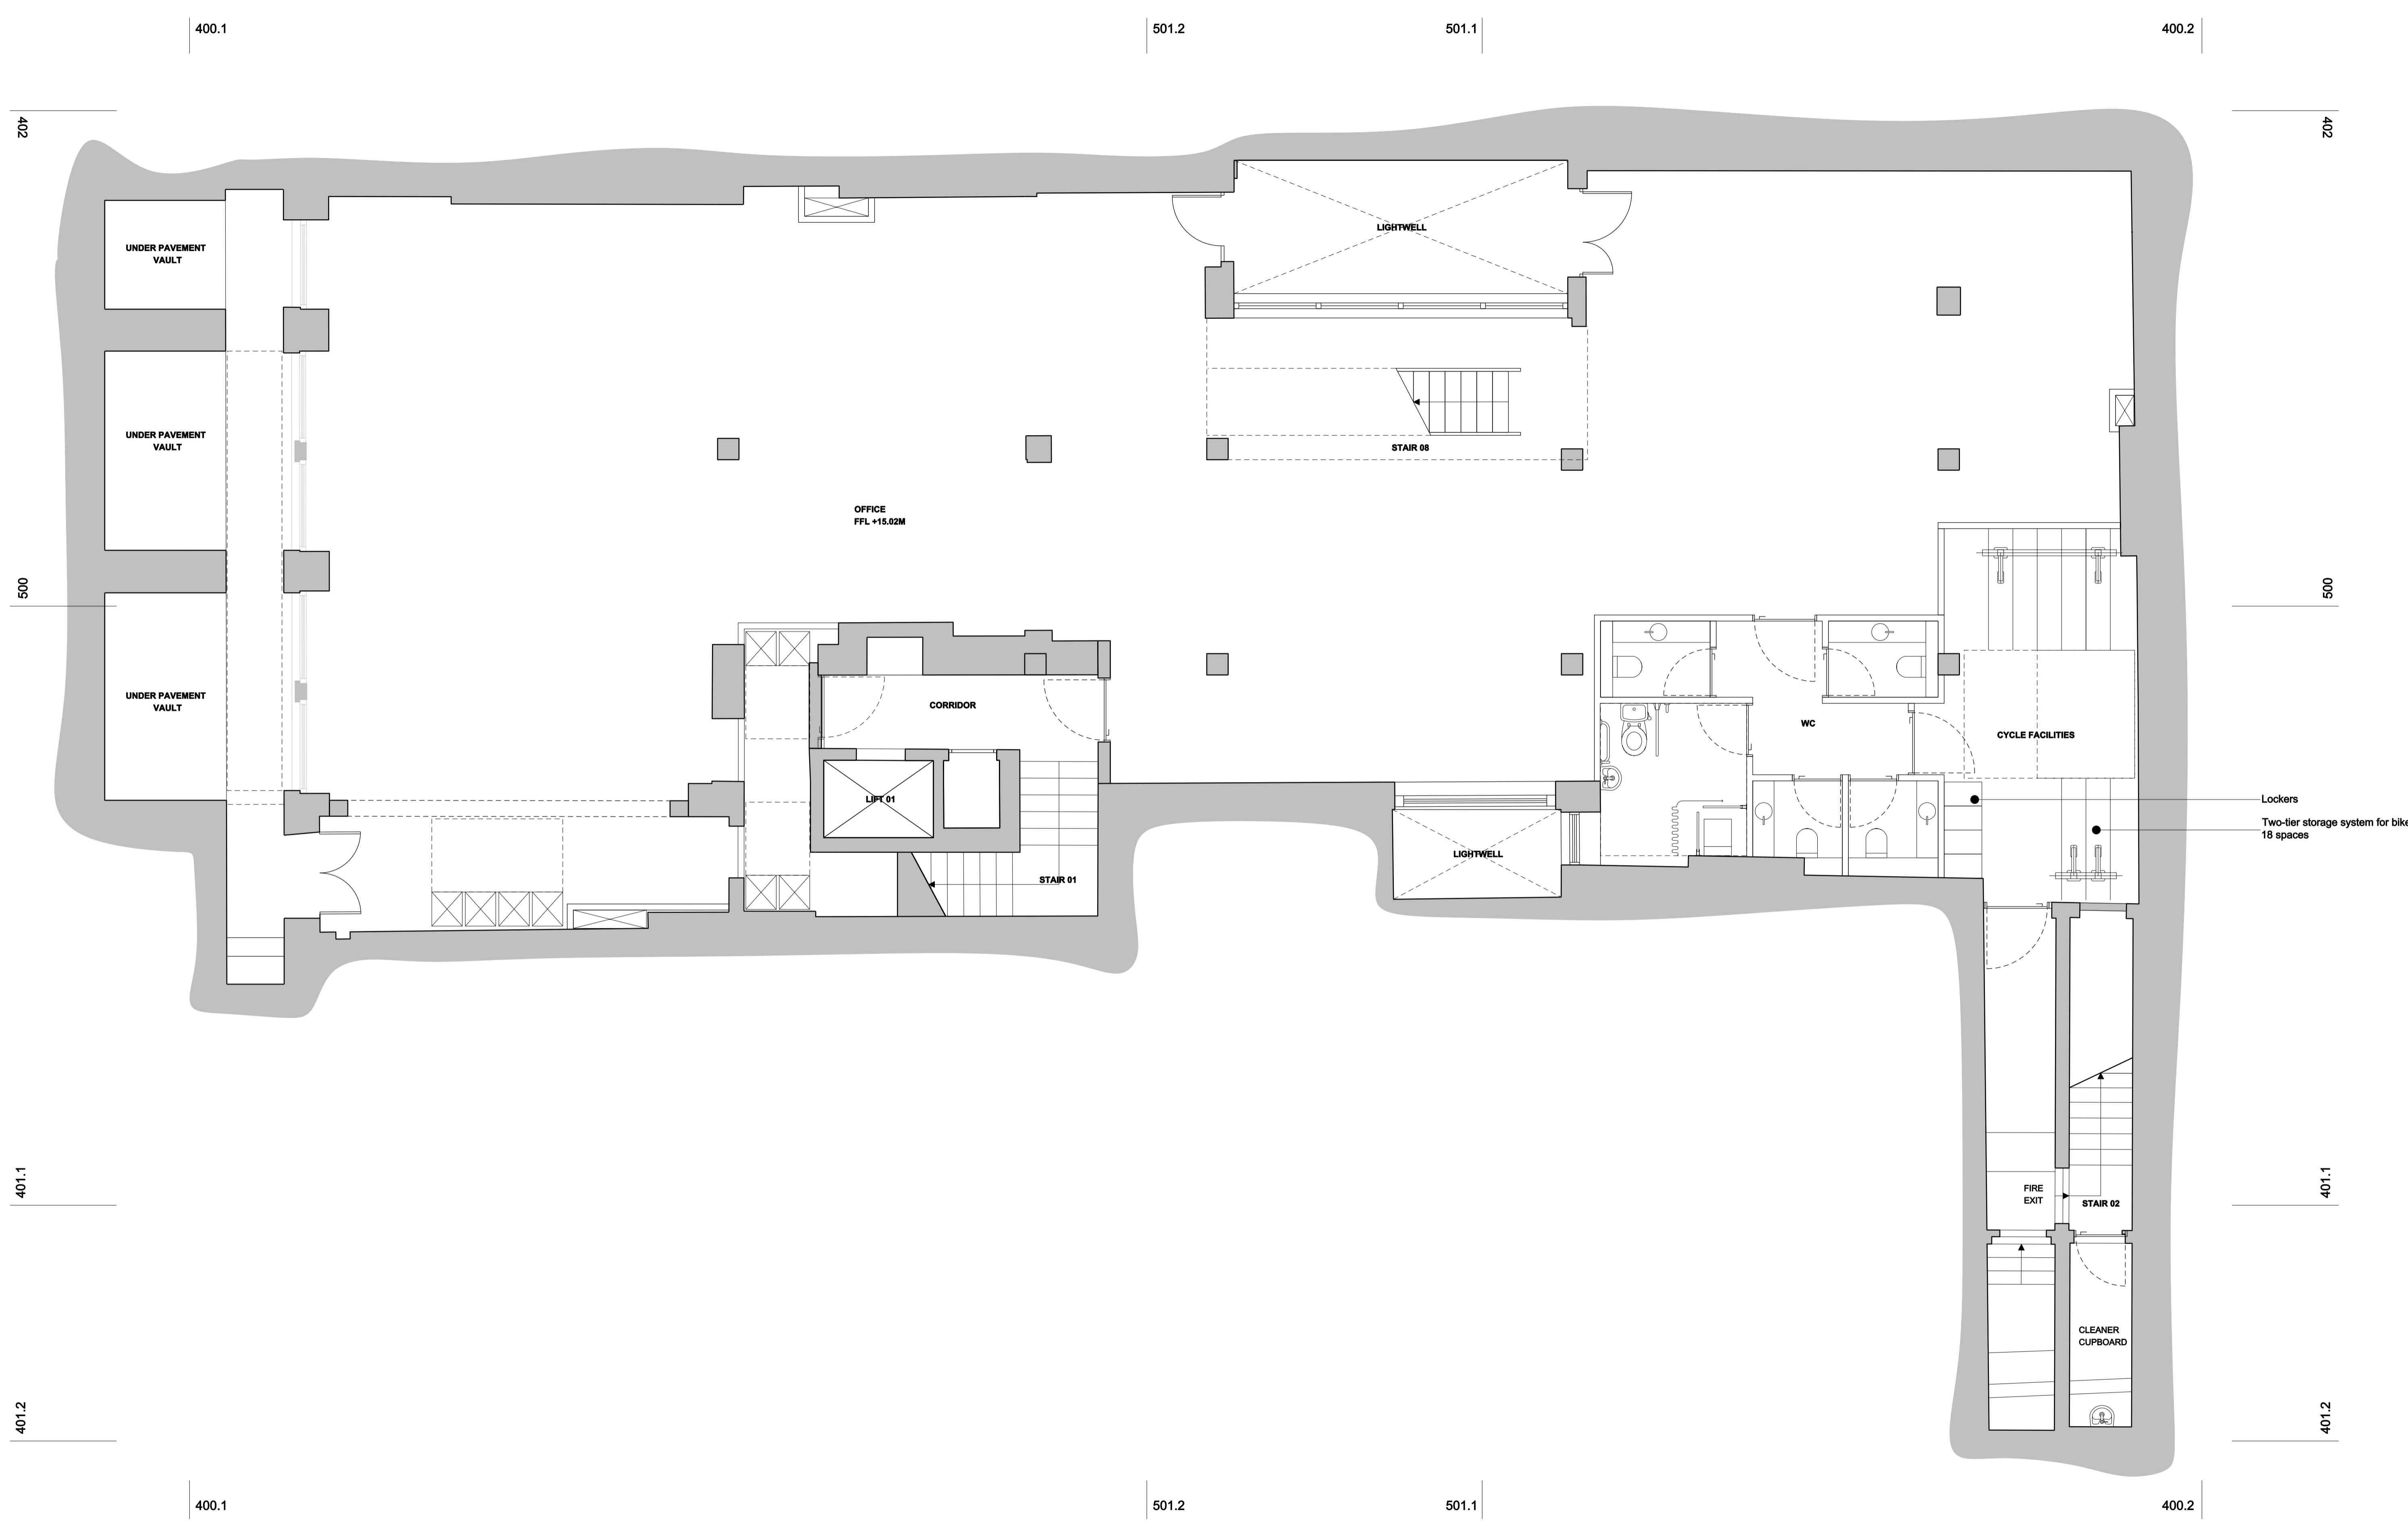 400.1
501.2
501.1
400.2
402
402
LIGHTWELL
UNDER PAVEMENT
VAULT
UNDER PAVEMENT
VAULT
STAIR 08
OFFICE
FFL +15.02M
500
500
UNDER PAVEMENT
VAULT
CORRIDOR
WC
CYCLE FACILITIES
LIFT 01
Lockers
Two-tier storage system for bike
18 spaces
LIGHTWELL
STAIR 01
401.1
401.1
FIRE
EXIT
STAIR 02
CLEANER
CUPBOARD
401.2
401.2
400.1
501.2
501.1
400.2